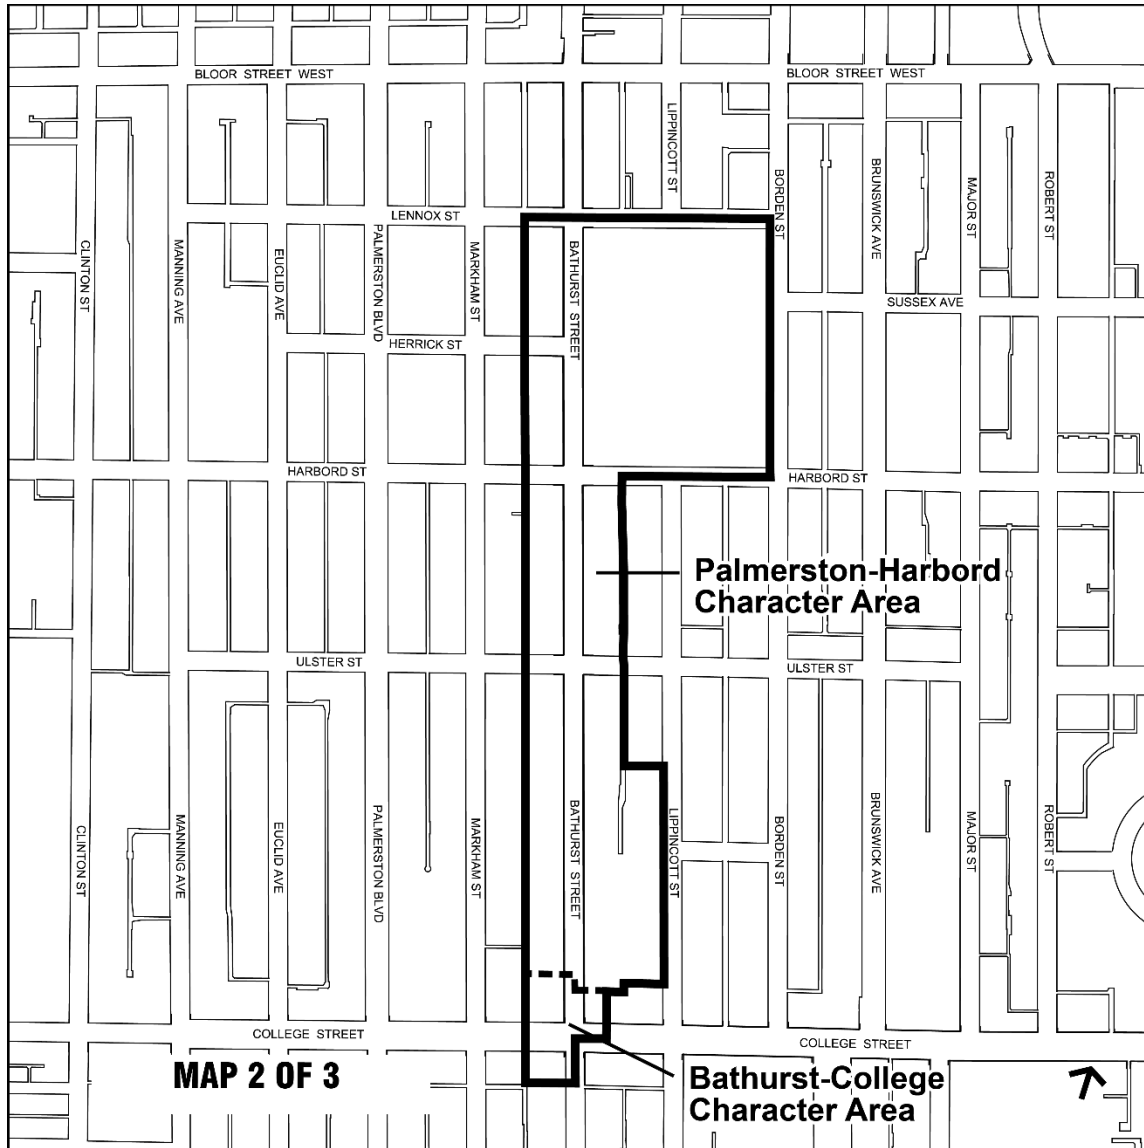 BLOOR STREET WEST
BLOOR STREET WEST
LIPPINCOTT ST
BORDEN ST
BRUNSWICK AVE
MAJOR ST
ROBERT ST
LENNOX ST
CLINTON ST
MANNING AVE
EUCLID AVE
PALMERSTON BLVD
MARKHAM ST
BATHURST STREET
SUSSEX AVE
HERRICK ST
HARBORD ST
HARBORD ST
Palmerston-Harbord
Character Area
ULSTER ST
ULSTER ST
CLINTON ST
MANNING AVE
EUCLID AVE
PALMERSTON BLVD
MARKHAM ST
BATHURST STREET
LIPPINCOTT ST
BORDEN ST
BRUNSWICK AVE
MAJOR ST
ROBERT ST
COLLEGE STREET
COLLEGE STREET
MAP 2 OF 3
Bathurst-College
Character Area